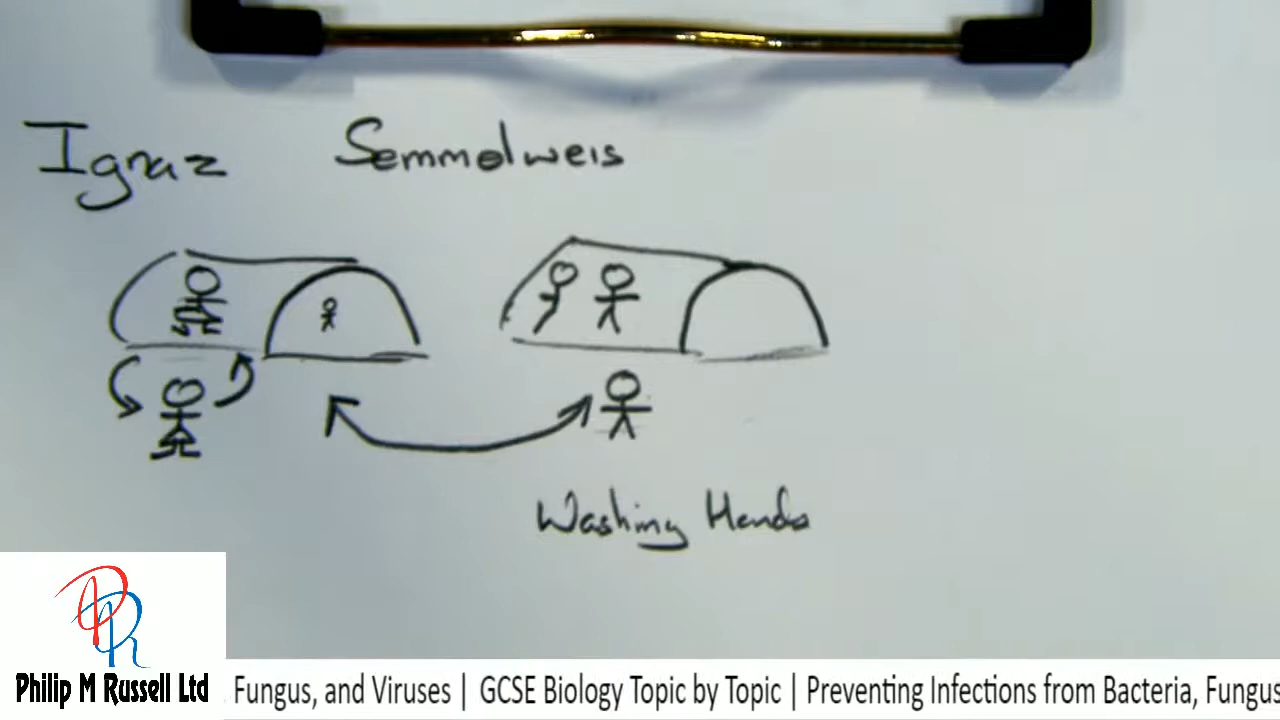 Ignaz Semmelweis
Washing Hands
Philip M Russell Ltd
Fungus, and Viruses | GCSE Biology Topic by Topic | Preventing Infections from Bacteria, Fungus